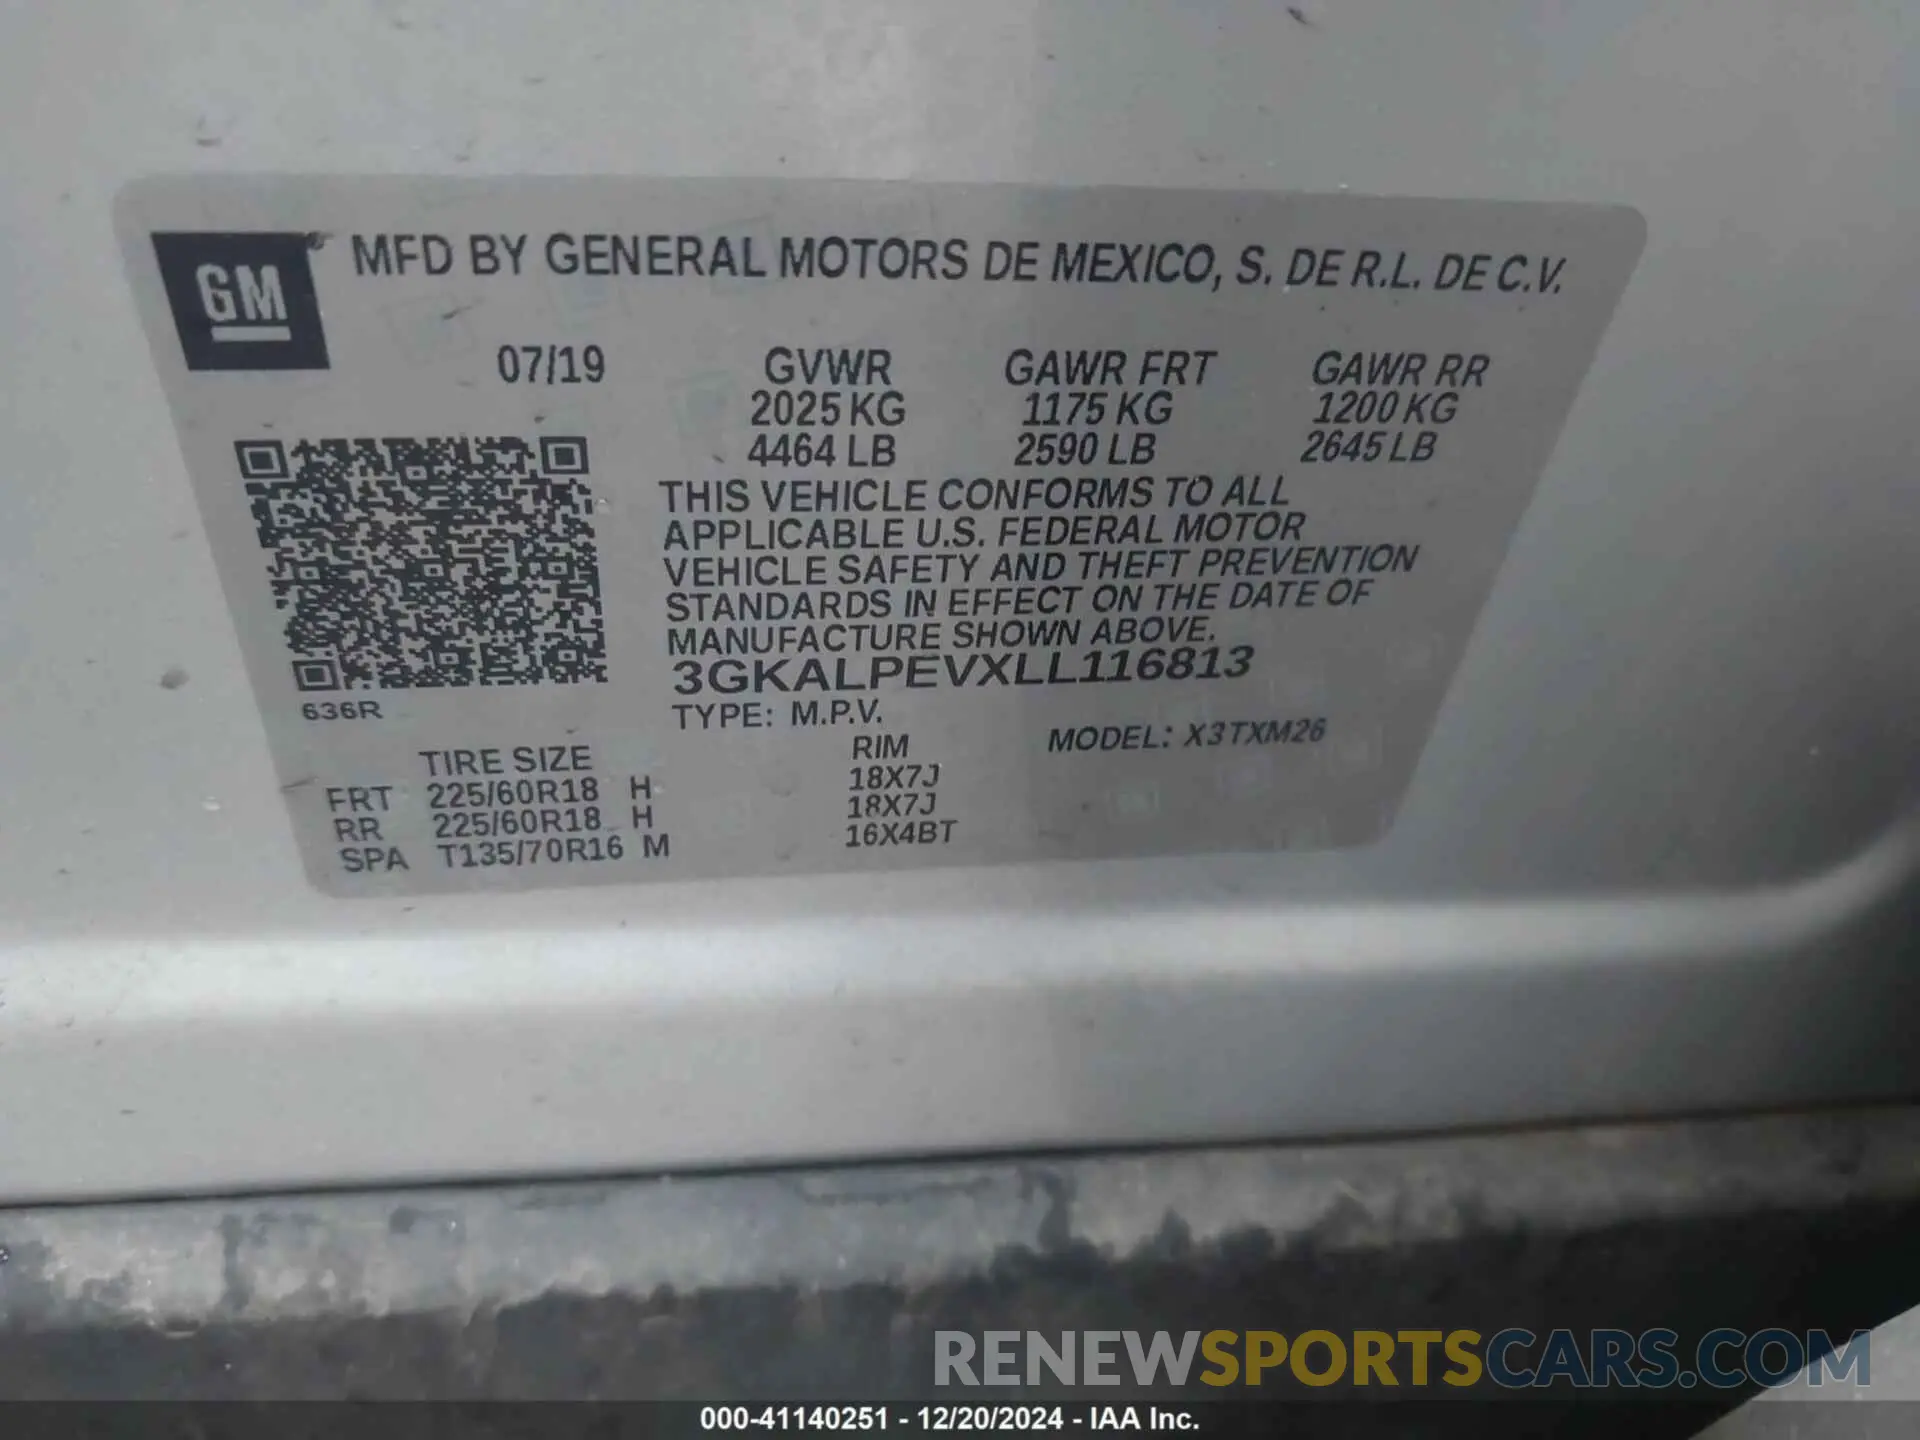 GM
MFD BY GENERAL MOTORS DE MEXICO, S. DE R.L. DE C.V.
07/19 GVWR GAWR FRT GAWR RR
2025 KG 1175 KG 1200 KG
4464 LB 2590 LB 2645 LB
THIS VEHICLE CONFORMS TO ALL
APPLICABLE U.S. FEDERAL MOTOR
VEHICLE SAFETY AND THEFT PREVENTION
STANDARDS IN EFFECT ON THE DATE OF
MANUFACTURE SHOWN ABOVE.
3GKALPEVXLL116813
636R
TYPE: M.P.V. MODEL: X3TXM26
TIRE SIZE RIM
FRT 225/60R18 H 18X7J
RR 225/60R18 H 18X7J
SPA T135/70R16 M 16X4BT
RENEWSPORTSCARS.COM
000-41140251 - 12/20/2024 - IAA Inc.